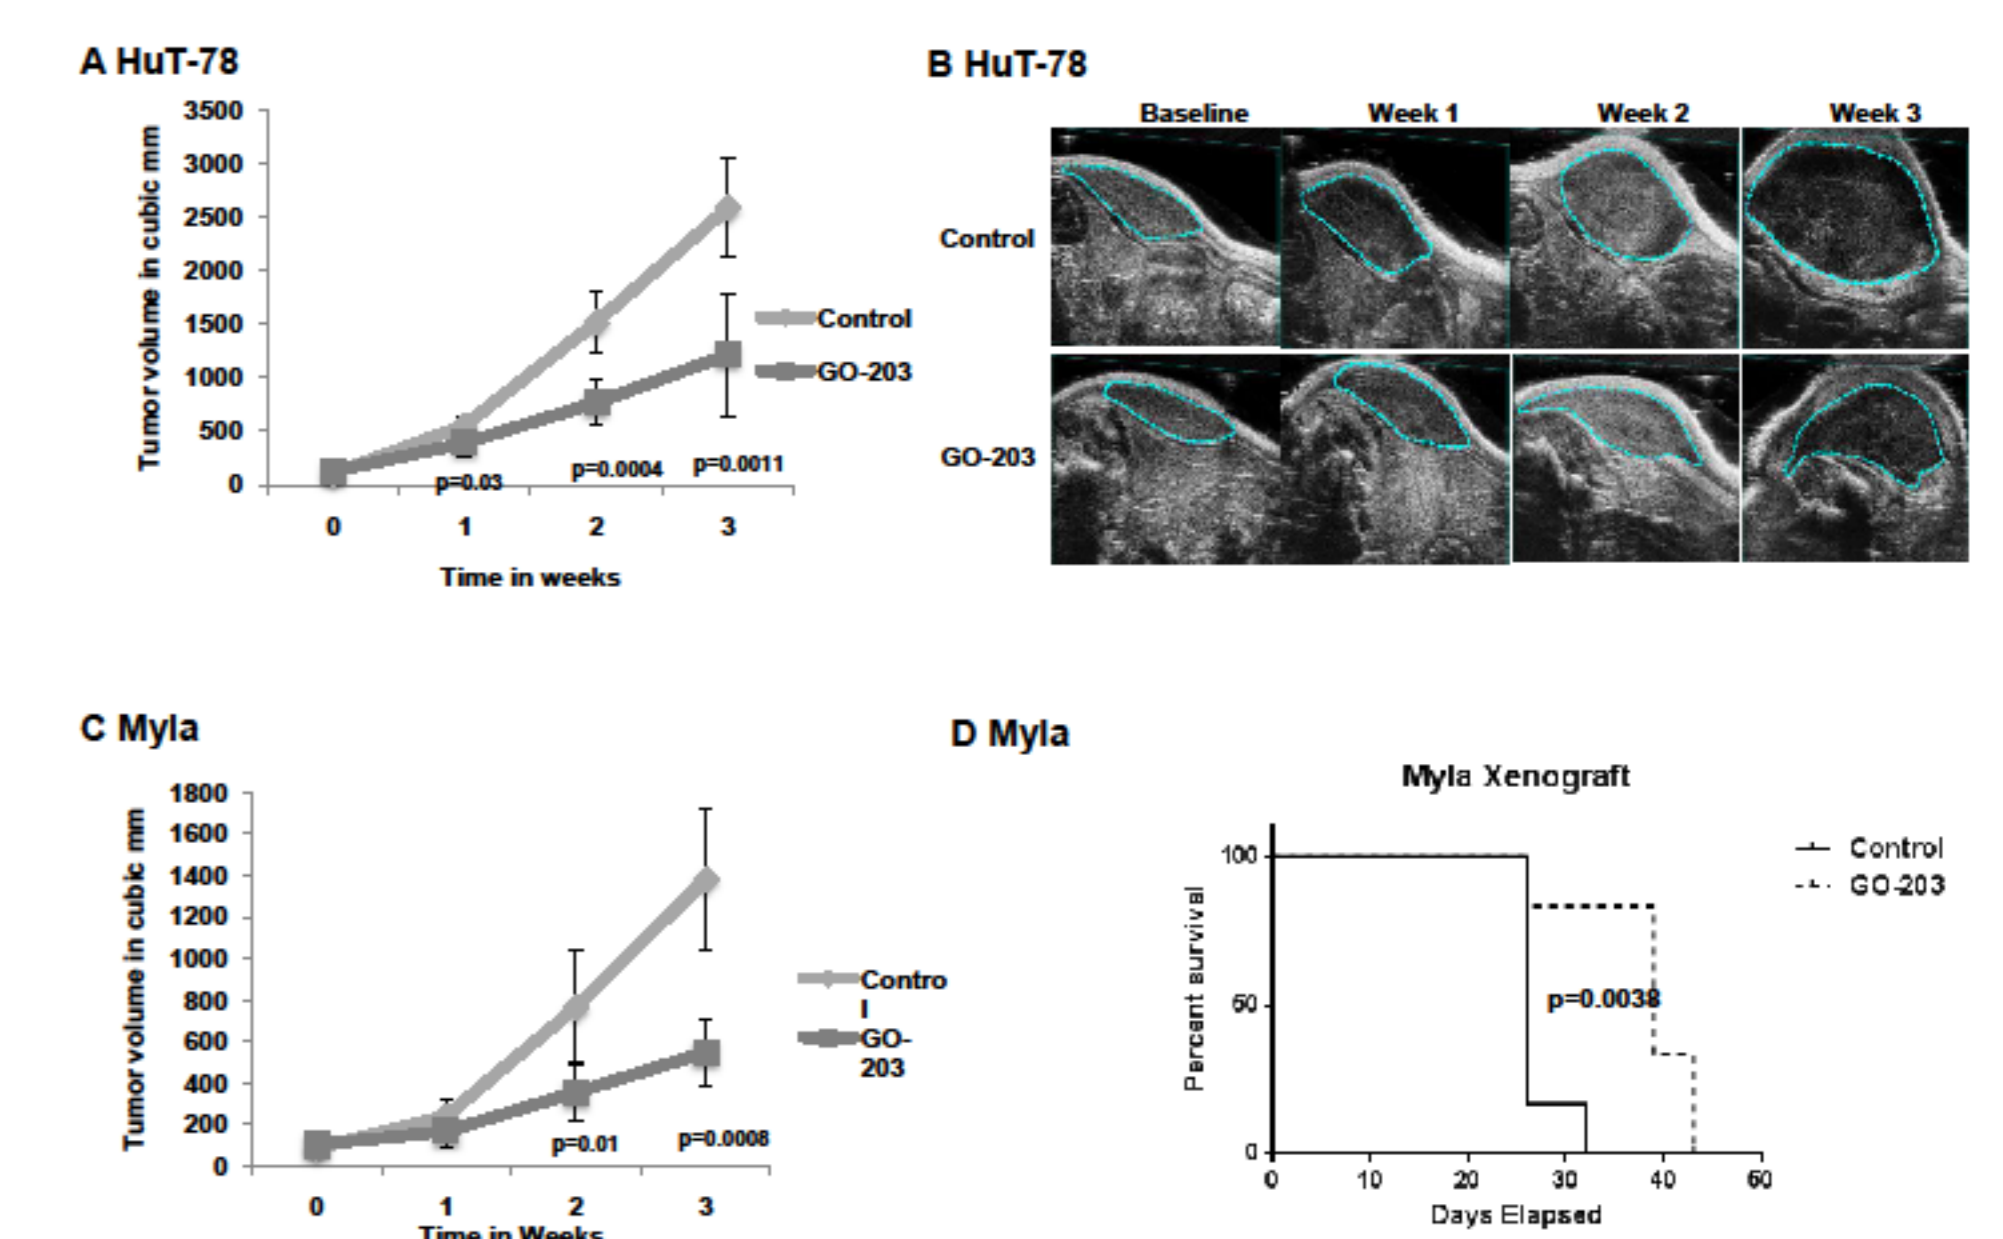 A HuT-78
3500
3000
2500
2000
1500
1000
500
0
Tumor volume in cubic mm
Control
GO-203
p=0.03
p=0.0004
p=0.0011
0 1 2 3
Time in weeks
B HuT-78
Baseline Week 1 Week 2 Week 3
Control
GO-203
C Myla
1800
1600
1400
1200
1000
800
600
400
200
0
Tumor volume in cubic mm
Contro
l
GO-
203
p=0.01
p=0.0008
0 1 2 3
Time in Weeks
D Myla
Myla Xenograft
Control
GO-203
100
50
0
Percent survival
p=0.0038
0 10 20 30 40 50
Days Elapsed